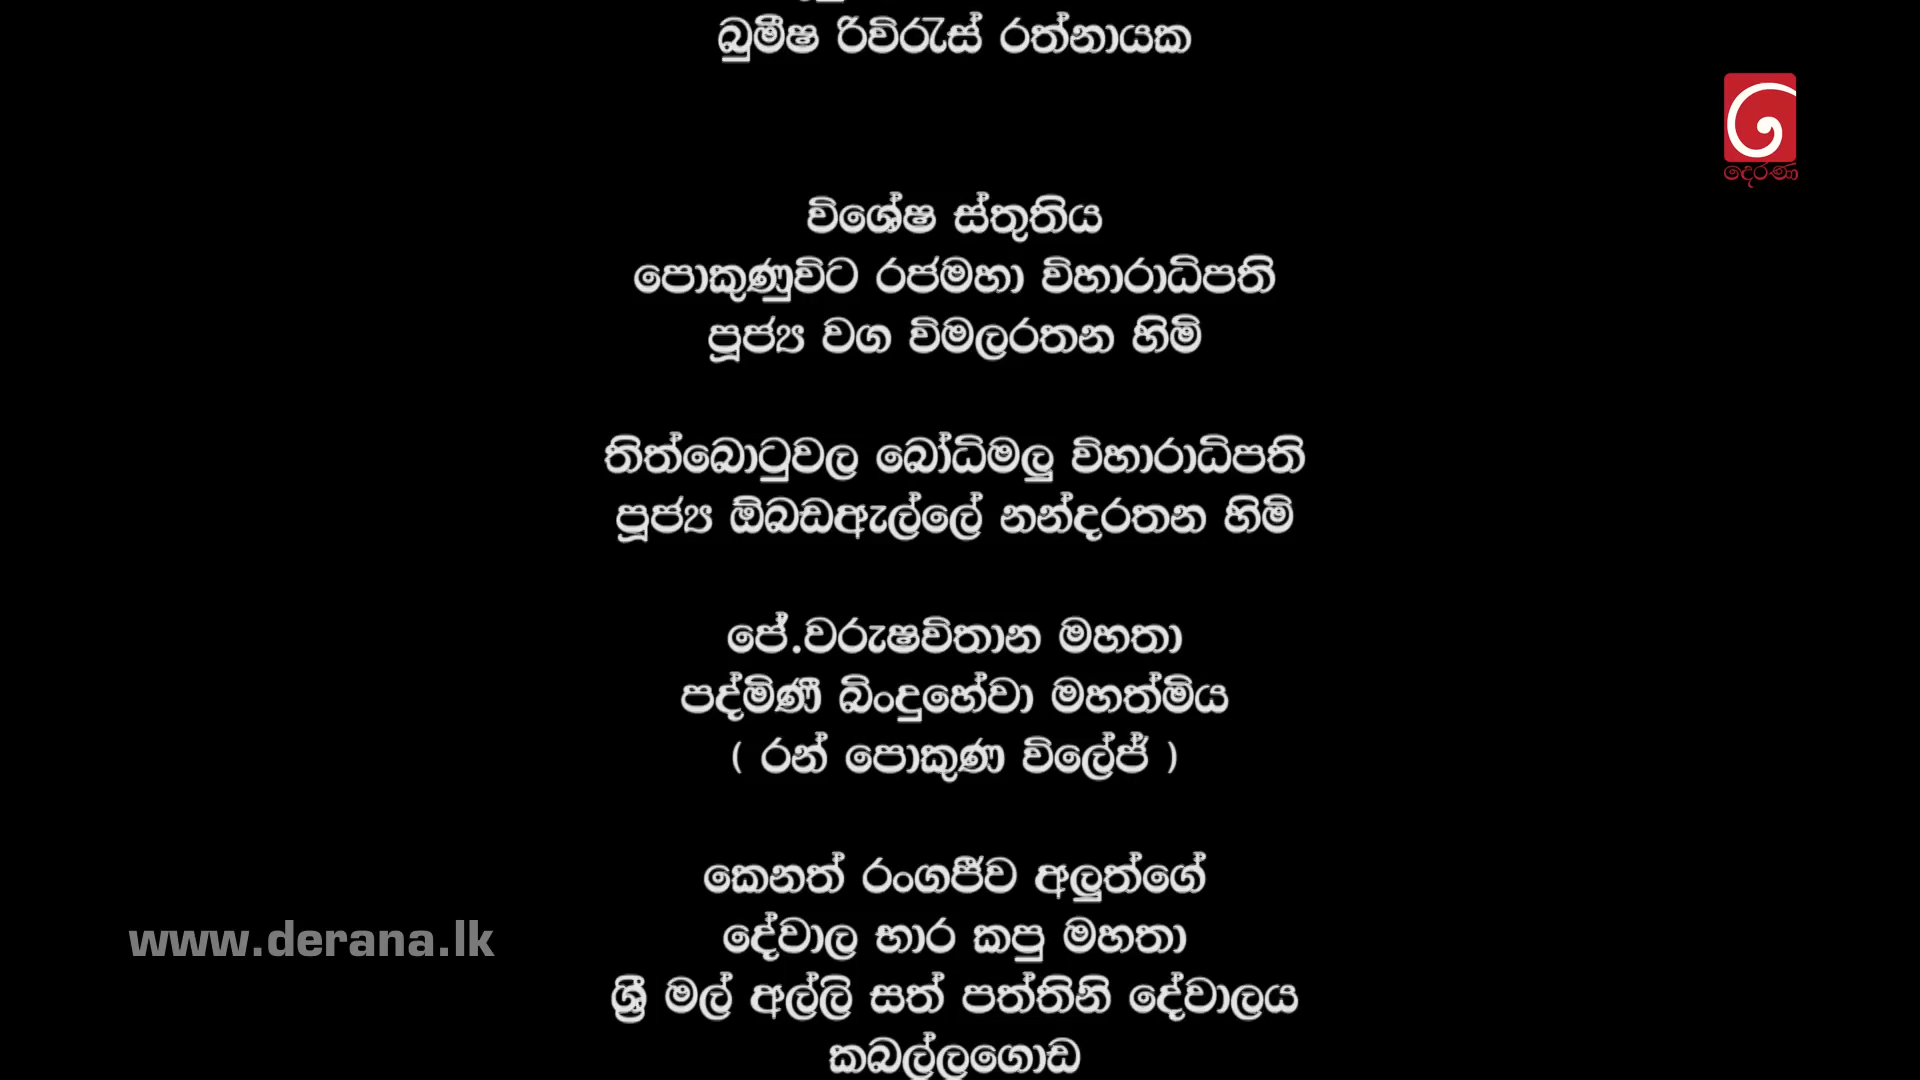 ඛුමීෂ රිවිරැස් රත්නායක
දෙරණ
විශේෂ ස්තූතිය
පොකුණුවිට රජමහා විහාරාධිපති
පූජ්‍ය වග විමලරතන හිමි
තිත්බොටුවල බෝධිමලු විහාරාධිපති
පූජ්‍ය ඕබඩඇල්ලේ නන්දරතන හිමි
පේ.වරුෂවිතාන මහතා
පද්මිණී බිංදුහේවා මහත්මිය
( රන් පොකුණ විලේජ් )
කෙනත් රංගජීව අලුත්ගේ
www.derana.lk
දේවාල භාර කපු මහතා
ශ්‍රී මල් අල්ලි සත් පත්තිනි දේවාලය
කබල්ලගොඩ